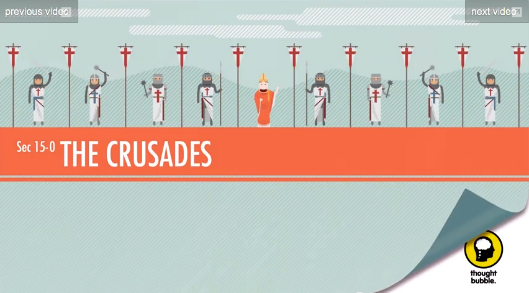 previous video
next video
Sec 15-0 THE CRUSADES
thought
bubble.